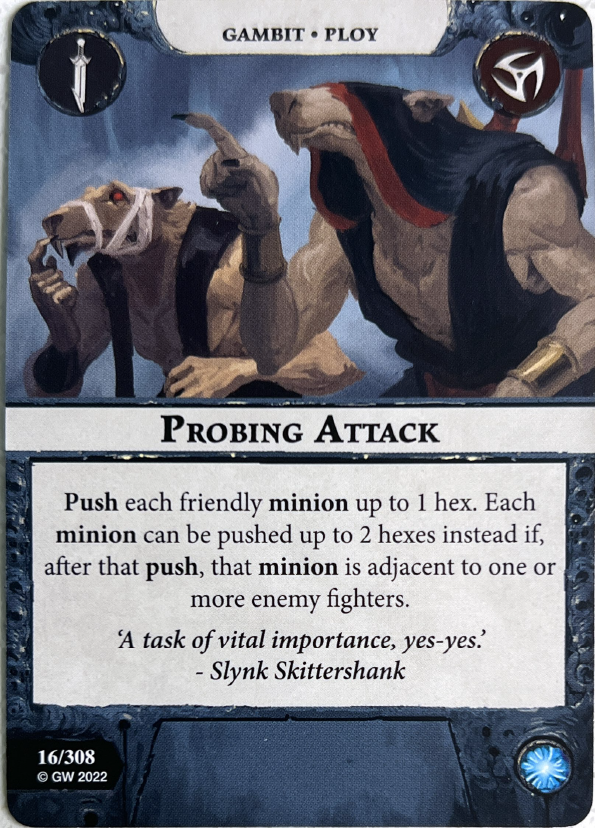 GAMBIT • PLOY
PROBING ATTACK
Push each friendly minion up to 1 hex. Each
minion can be pushed up to 2 hexes instead if,
after that push, that minion is adjacent to one or
more enemy fighters.
‘A task of vital importance, yes-yes.’
- Slynk Skittershank
16/308
© GW 2022